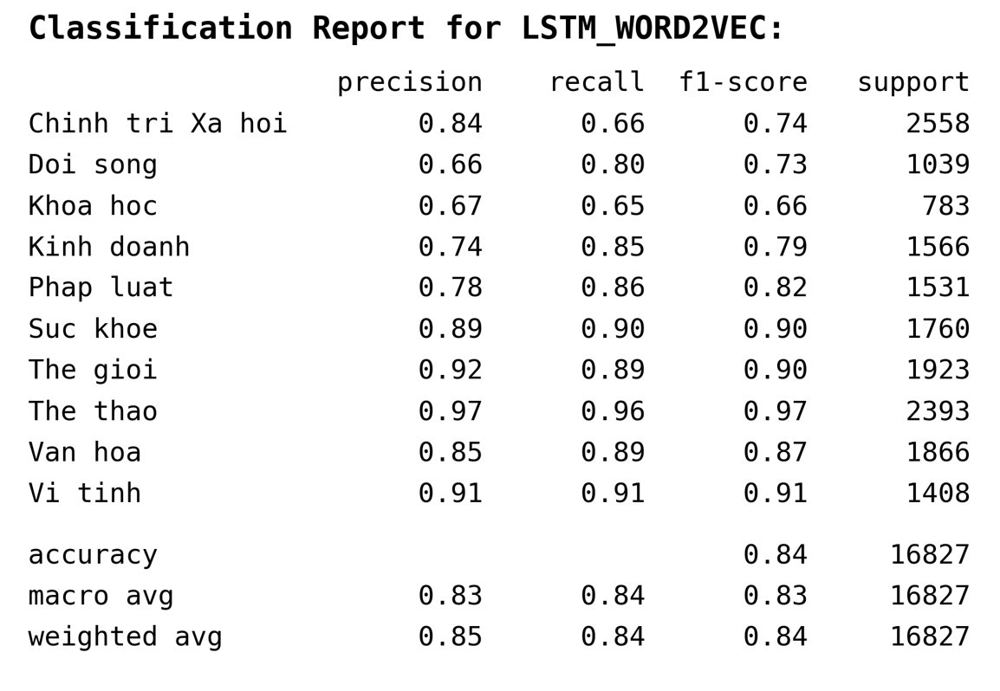 Classification Report for LSTM_WORD2VEC:
precision recall f1-score support
Chinh tri Xa hoi 0.84 0.66 0.74 2558
Doi song 0.66 0.80 0.73 1039
Khoa hoc 0.67 0.65 0.66 783
Kinh doanh 0.74 0.85 0.79 1566
Phap luat 0.78 0.86 0.82 1531
Suc khoe 0.89 0.90 0.90 1760
The gioi 0.92 0.89 0.90 1923
The thao 0.97 0.96 0.97 2393
Van hoa 0.85 0.89 0.87 1866
Vi tinh 0.91 0.91 0.91 1408
accuracy 0.84 16827
macro avg 0.83 0.84 0.83 16827
weighted avg 0.85 0.84 0.84 16827